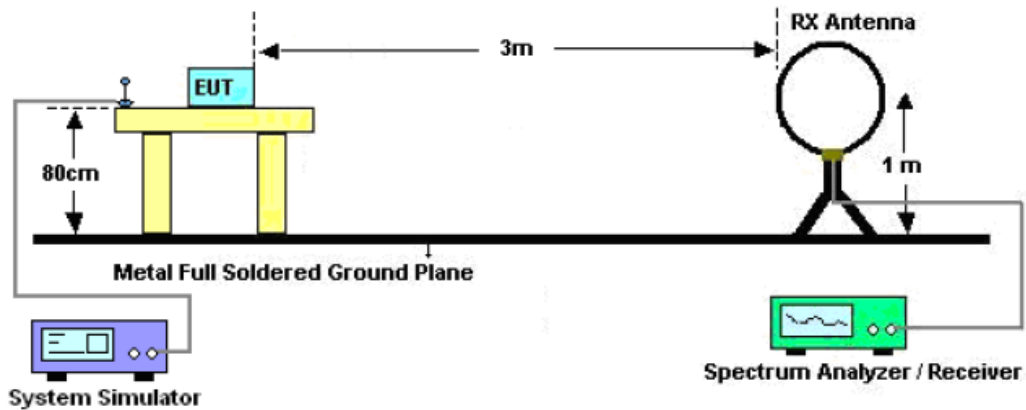 RX Antenna
3m
EUT
80cm
1 m
Metal Full Soldered Ground Plane
System Simulator
Spectrum Analyzer / Receiver